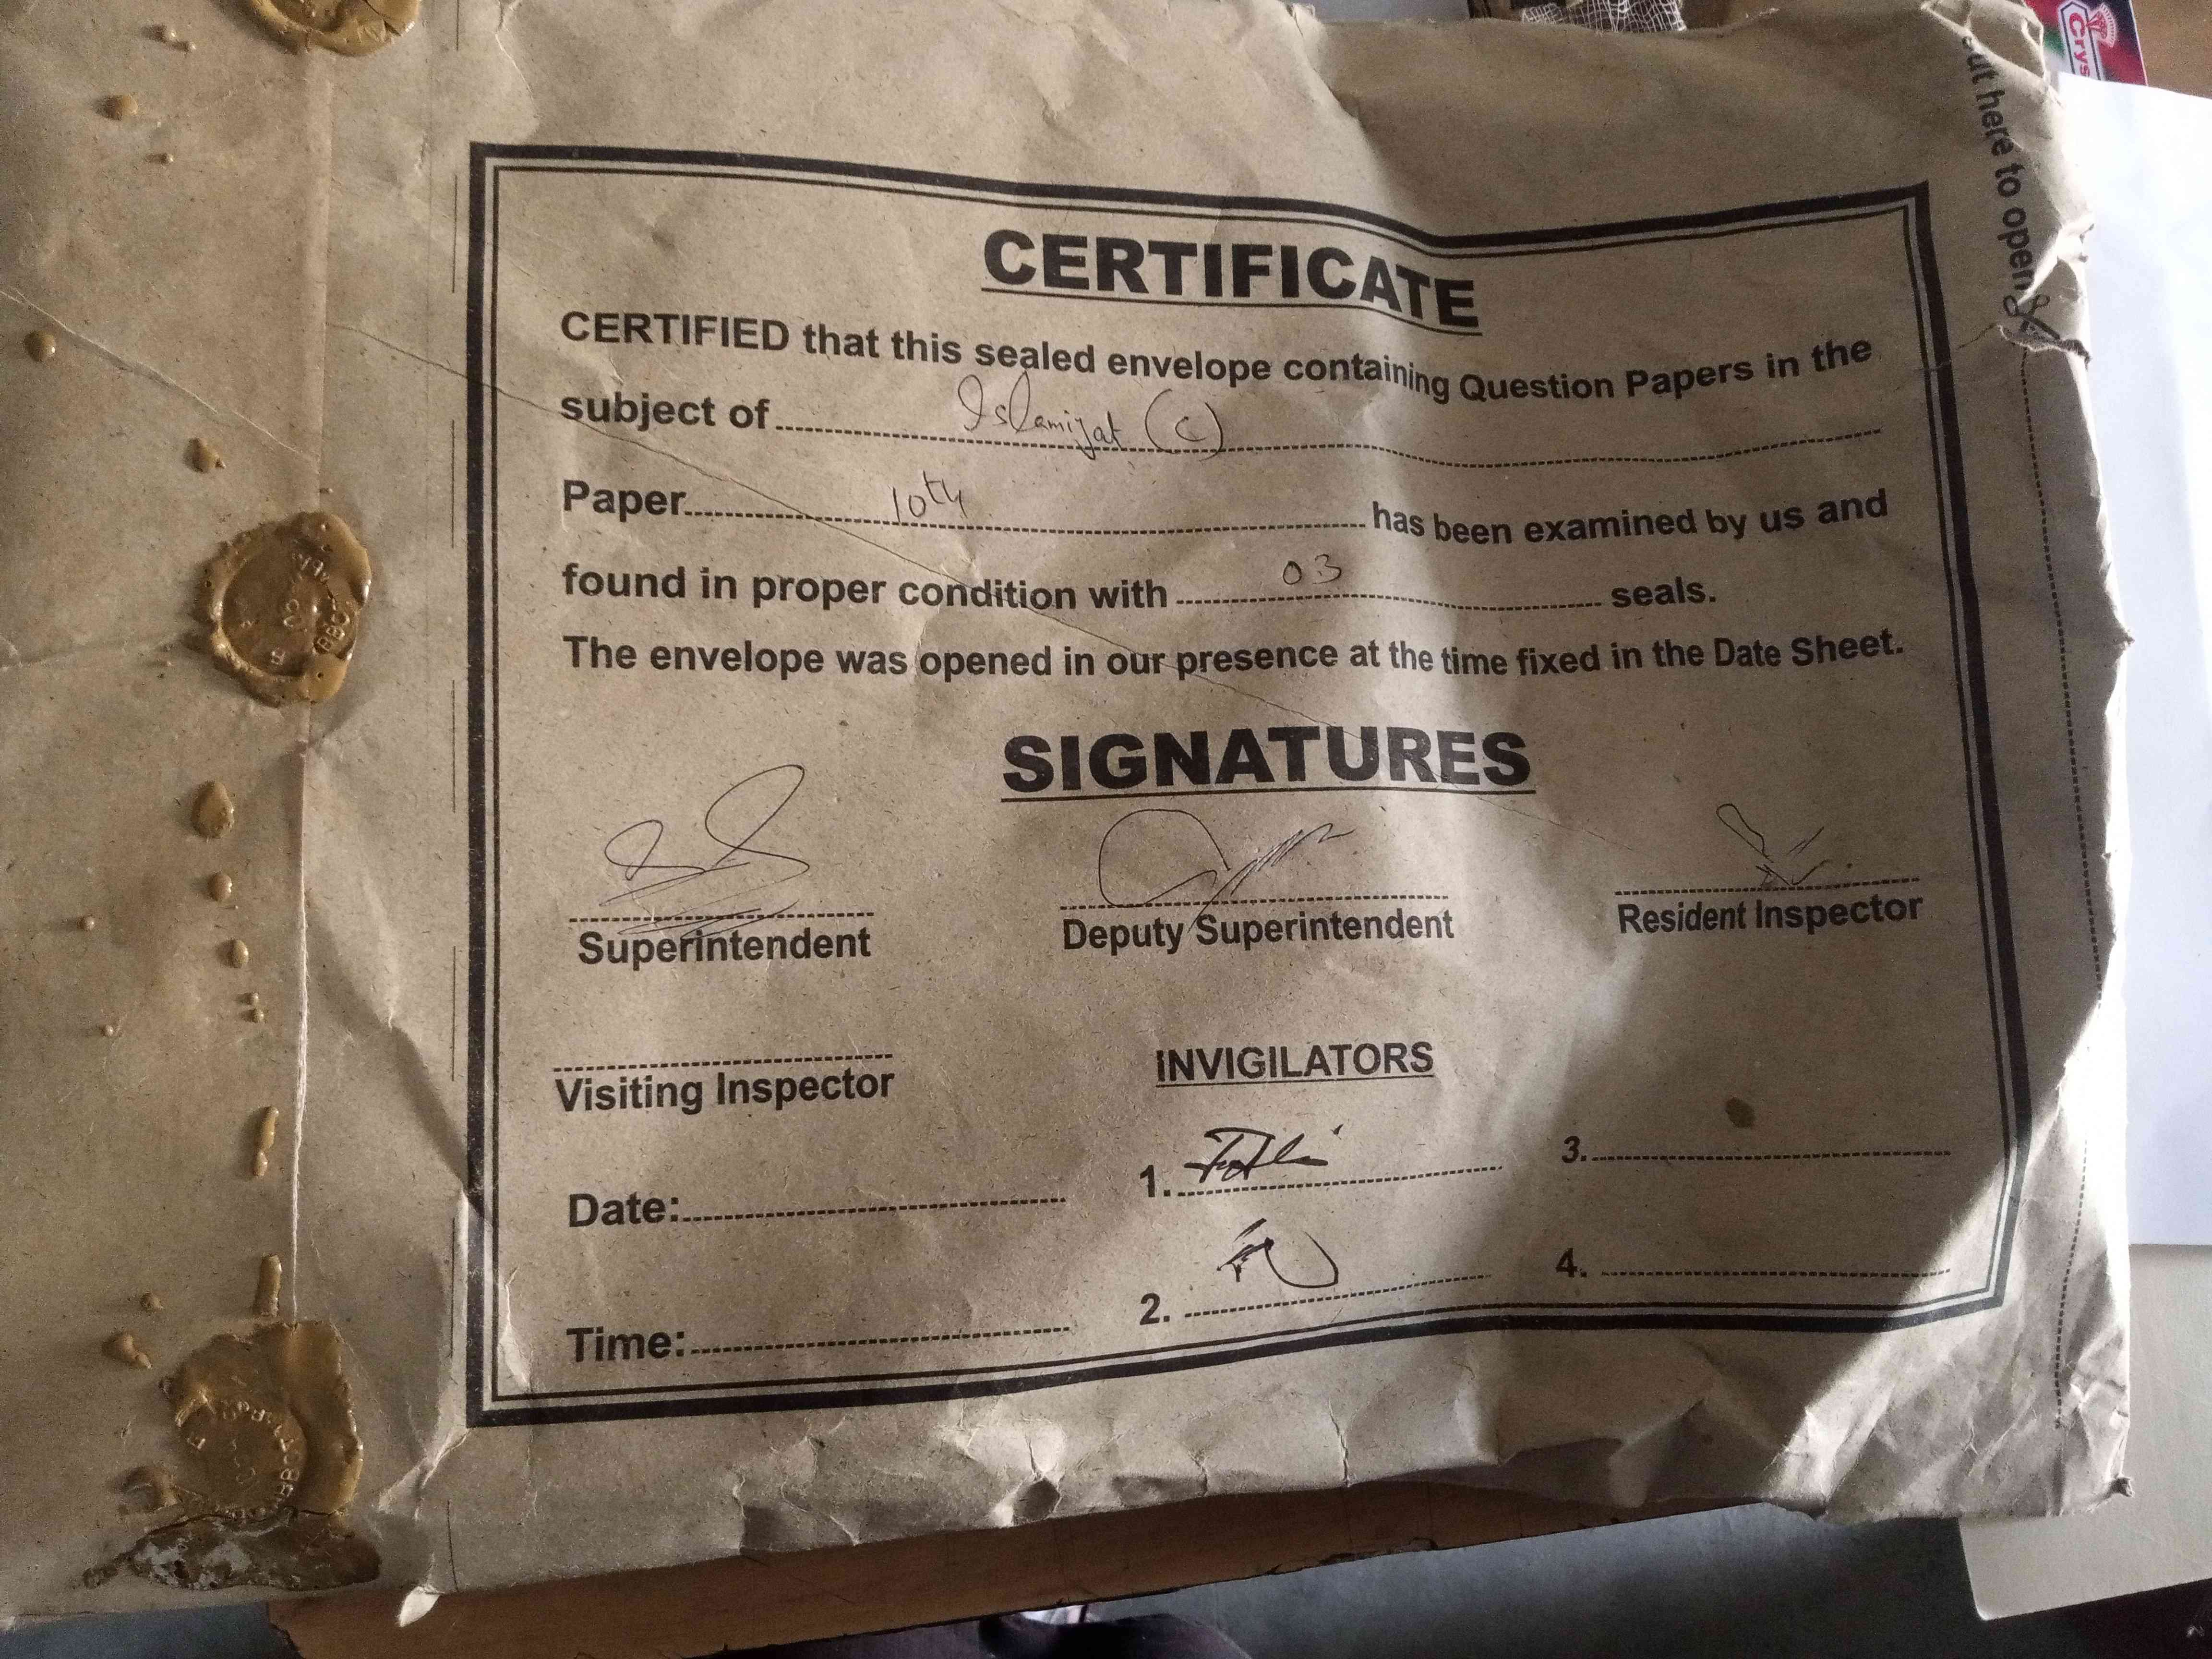 Crys
cut here to open
CERTIFICATE
CERTIFIED that this sealed envelope containing Question Papers in the
subject of Islamiyat (C)
Paper 10th has been examined by us and
found in proper condition with 03 seals.
The envelope was opened in our presence at the time fixed in the Date Sheet.
SIGNATURES
Superintendent Deputy Superintendent Resident Inspector
Visiting Inspector INVIGILATORS
Date: 1. 3.
Time: 2. 4.